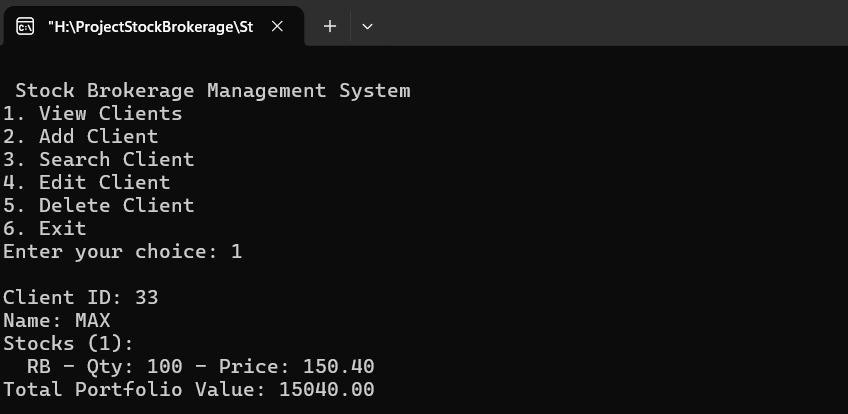 "H:\ProjectStockBrokerage\St
Stock Brokerage Management System
1. View Clients
2. Add Client
3. Search Client
4. Edit Client
5. Delete Client
6. Exit
Enter your choice: 1
Client ID: 33
Name: MAX
Stocks (1):
RB - Qty: 100 - Price: 150.40
Total Portfolio Value: 15040.00